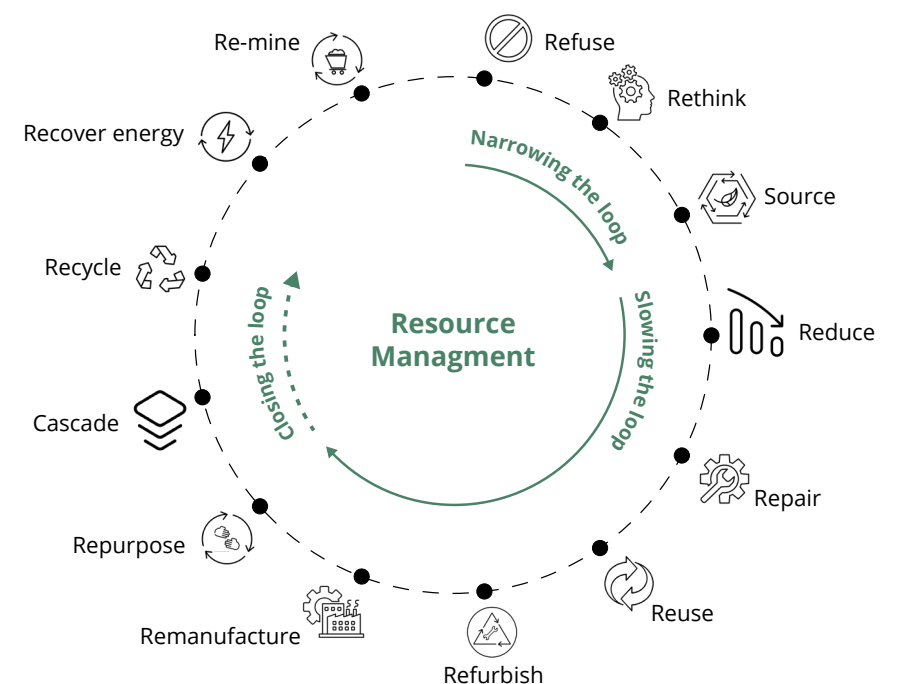 Re-mine
Refuse
Rethink
Recover energy
Narrowing the loop
Source
Recycle
Closing the loop
Resource
Managment
Slowing the loop
Reduce
Cascade
Repair
Repurpose
Reuse
Remanufacture
Refurbish